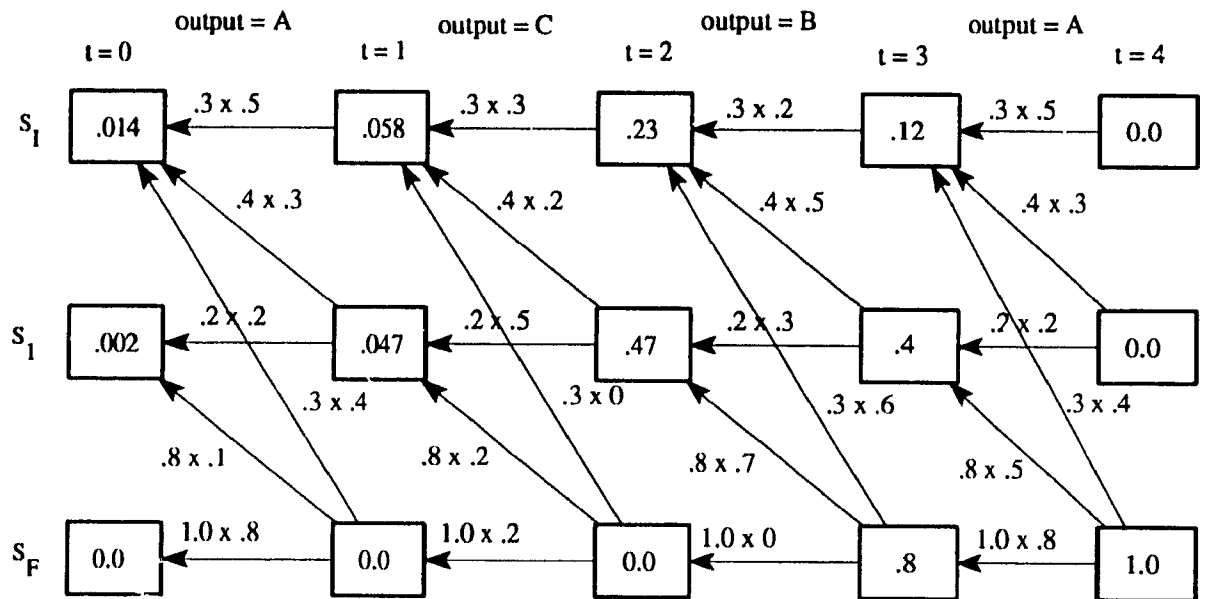 output = A output = C output = B output = A
t = 0 t = 1 t = 2 t = 3 t = 4
S_I .014 .3 x .5 .058 .3 x .3 .23 .3 x .2 .12 .3 x .5 0.0
.4 x .3 .4 x .2 .4 x .5 .4 x .3
S_1 .002 .2 x .2 .047 .2 x .5 .47 .2 x .3 .4 .2 x .2 0.0
.3 x .4 .3 x 0 .3 x .6 .3 x .4
.8 x .1 .8 x .2 .8 x .7 .8 x .5
S_F 0.0 1.0 x .8 0.0 1.0 x .2 0.0 1.0 x 0 .8 1.0 x .8 1.0